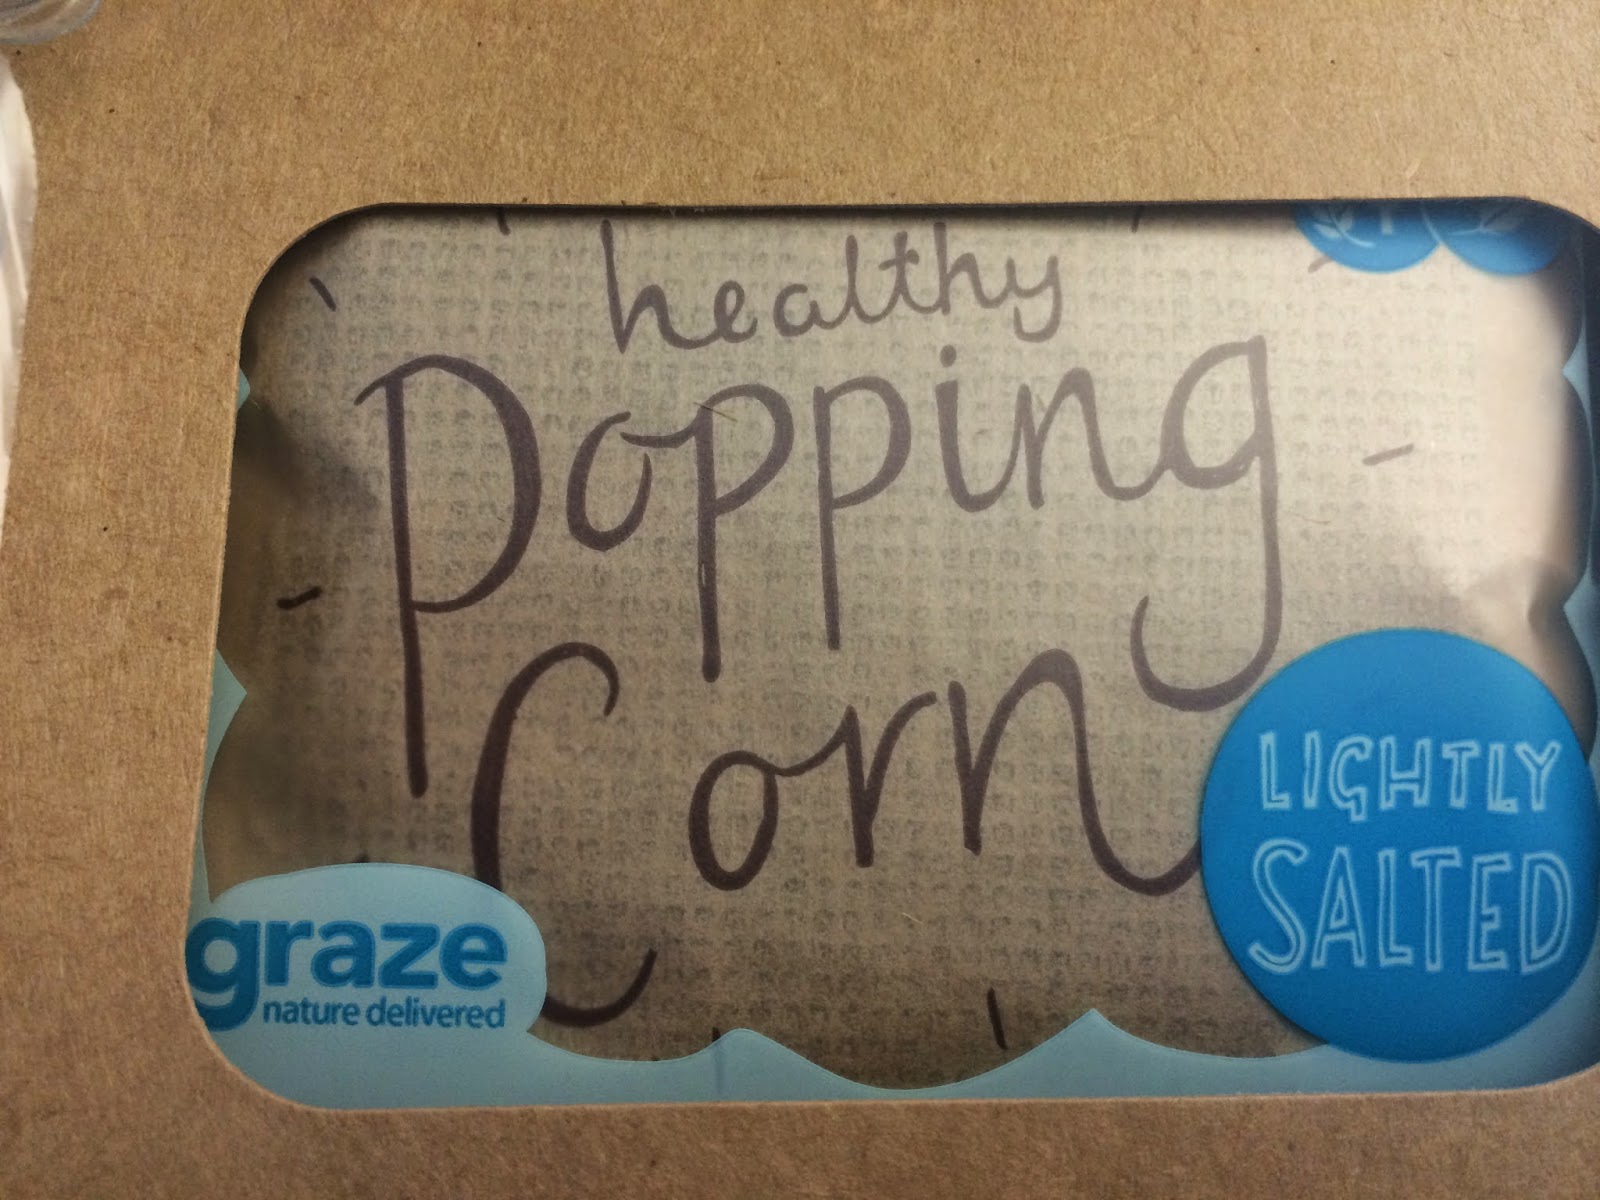 healthy
Popping
Corn
LIGHTLY
SALTED
graze
nature delivered